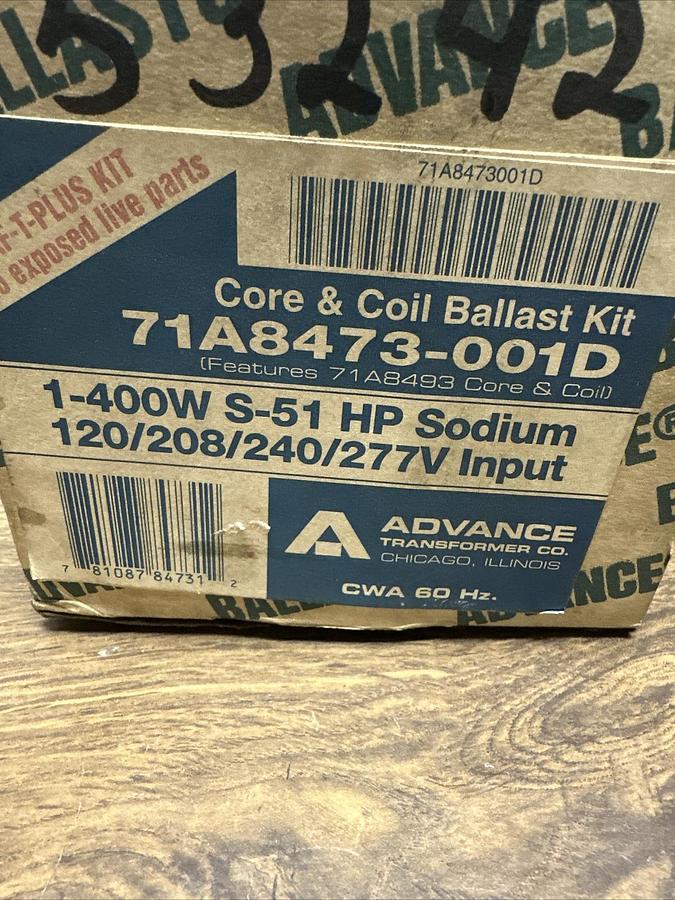 53242
ADVANCE
71A8473001D
F-T-PLUS KIT
exposed live parts
Core & Coil Ballast Kit
71A8473-001D
(Features 71A8493 Core & Coil)
1-400W S-51 HP Sodium
120/208/240/277V Input
ADVANCE
TRANSFORMER CO.
CHICAGO, ILLINOIS
CWA 60 Hz.
7 81087 84731 2